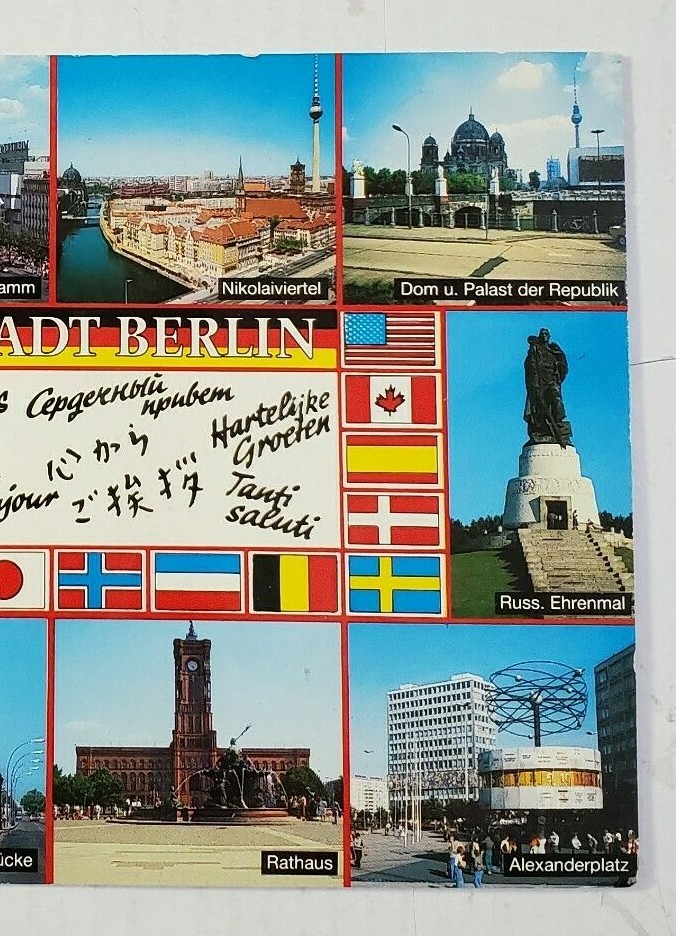 amm
Nikolaiviertel
Dom u. Palast der Republik
ADT BERLIN
s
Сердечный
привет
Hartelijke
Groeten
心から
ご挨拶
jour
Tanti
saluti
Russ. Ehrenmal
ücke
Rathaus
Alexanderplatz